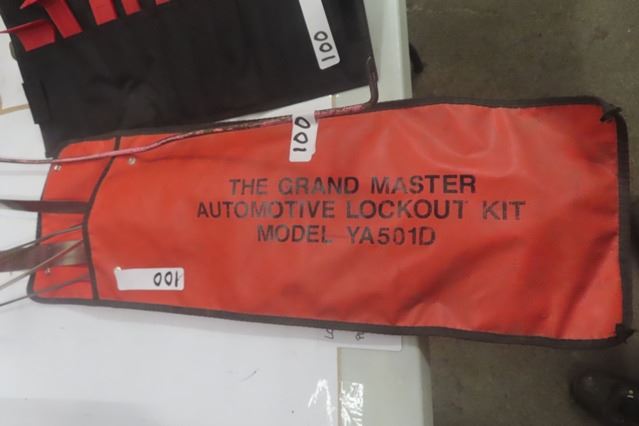 100
100
THE GRAND MASTER
AUTOMOTIVE LOCKOUT KIT
MODEL YA501D
100